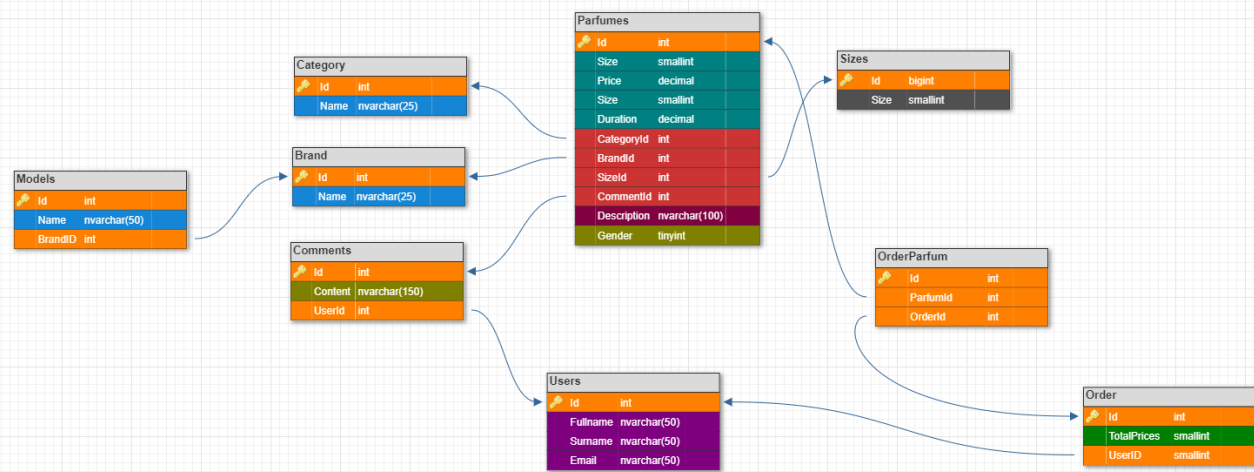 Parfumes
Id int
Size smallint
Price decimal
Size smallint
Duration decimal
CategoryId int
BrandId int
SizeId int
CommentId int
Description nvarchar(100)
Gender tinyint
Sizes
Id bigint
Size smallint
Category
Id int
Name nvarchar(25)
Brand
Id int
Name nvarchar(25)
Models
Id int
Name nvarchar(50)
BrandID int
Comments
Id int
Content nvarchar(150)
UserId int
OrderParfum
Id int
ParfumId int
OrderId int
Users
Id int
Fullname nvarchar(50)
Surname nvarchar(50)
Email nvarchar(50)
Order
Id int
TotalPrices smallint
UserID smallint